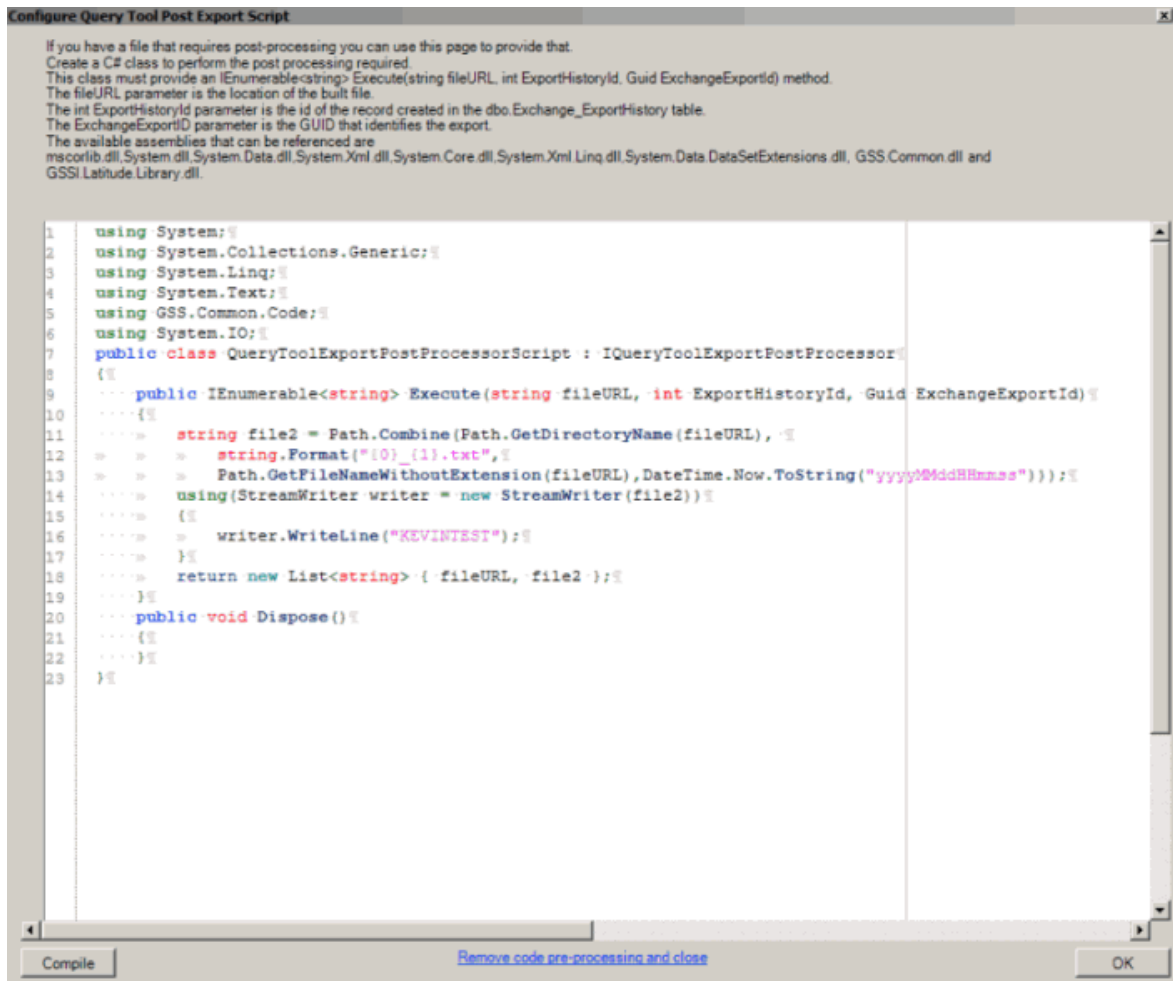 Configure Query Tool Post Export Script
If you have a file that requires post-processing you can use this page to provide that.
Create a C# class to perform the post processing required.
This class must provide an IEnumerable<string> Execute(string fileURL, int ExportHistoryId, Guid ExchangeExportId) method.
The fileURL parameter is the location of the built file.
The int ExportHistoryId parameter is the id of the record created in the dbo.Exchange_ExportHistory table.
The ExchangeExportID parameter is the GUID that identifies the export.
The available assemblies that can be referenced are
mscorlib.dll,System.dll,System.Data.dll,System.Xml.dll,System.Core.dll,System.Xml.Linq.dll,System.Data.DataSetExtensions.dll, GSS.Common.dll and
GSSI.Latitude.Library.dll.
1 using System;
2 using System.Collections.Generic;
3 using System.Linq;
4 using System.Text;
5 using GSS.Common.Code;
6 using System.IO;
7 public class QueryToolExportPostProcessorScript : IQueryToolExportPostProcessor
8 {
9 public IEnumerable<string> Execute(string fileURL, int ExportHistoryId, Guid ExchangeExportId)
10 {
11 string file2 = Path.Combine(Path.GetDirectoryName(fileURL),
12 string.Format("{0}_{1}.txt",
13 Path.GetFileNameWithoutExtension(fileURL),DateTime.Now.ToString("yyyyMMddHHmmss")));
14 using(StreamWriter writer = new StreamWriter(file2))
15 {
16 writer.WriteLine("KEVINTEST");
17 }
18 return new List<string> { fileURL, file2 };
19 }
20 public void Dispose()
21 {
22 }
23 }
Compile
Remove code pre-processing and close
OK